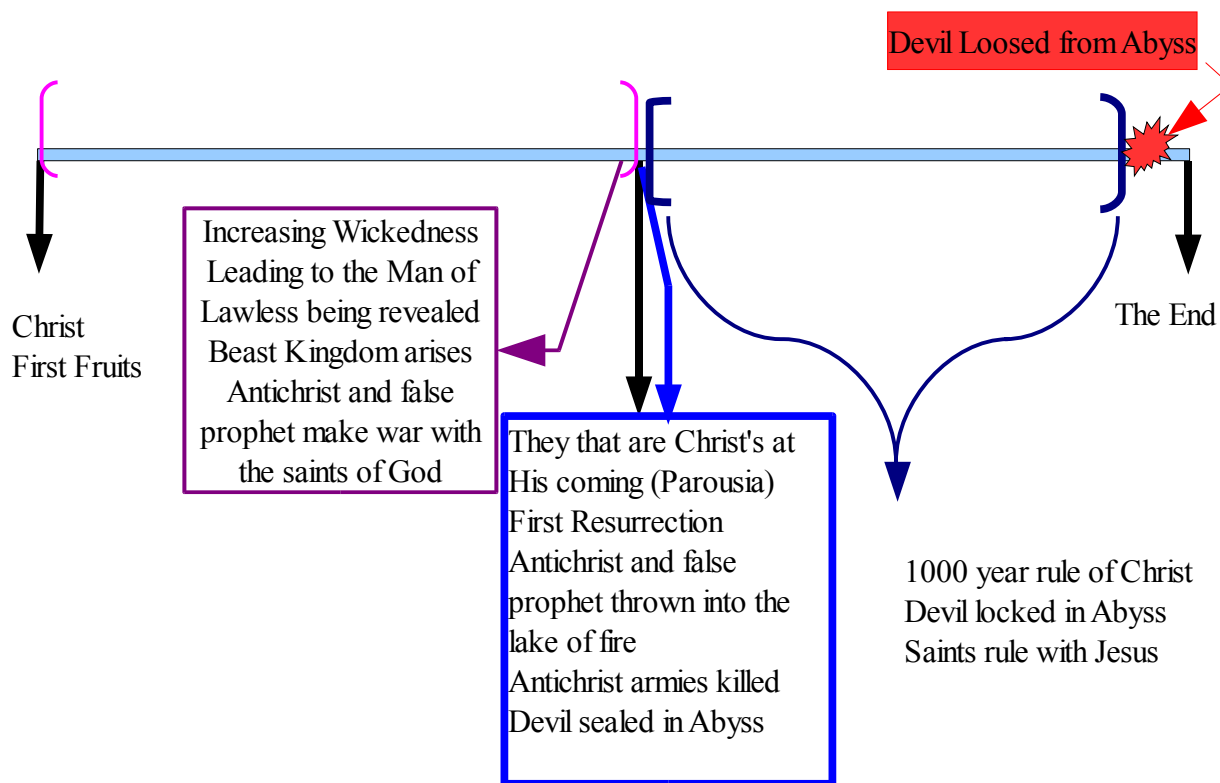 Devil Loosed from Abyss
Christ
First Fruits
Increasing Wickedness
Leading to the Man of
Lawless being revealed
Beast Kingdom arises
Antichrist and false
prophet make war with
the saints of God
They that are Christ's at
His coming (Parousia)
First Resurrection
Antichrist and false
prophet thrown into the
lake of fire
Antichrist armies killed
Devil sealed in Abyss
1000 year rule of Christ
Devil locked in Abyss
Saints rule with Jesus
The End